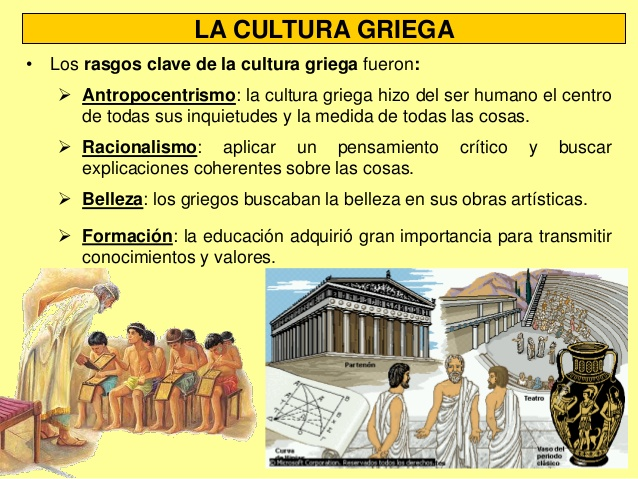 LA CULTURA GRIEGA
• Los rasgos clave de la cultura griega fueron:
➢ Antropocentrismo: la cultura griega hizo del ser humano el centro
de todas sus inquietudes y la medida de todas las cosas.
➢ Racionalismo: aplicar un pensamiento crítico y buscar
explicaciones coherentes sobre las cosas.
➢ Belleza: los griegos buscaban la belleza en sus obras artísticas.
➢ Formación: la educación adquirió gran importancia para transmitir
conocimientos y valores.
Partenón
Teatro
Curva
Vaso del
período
clásico
© Microsoft Corporation. Reservados todos los derechos.